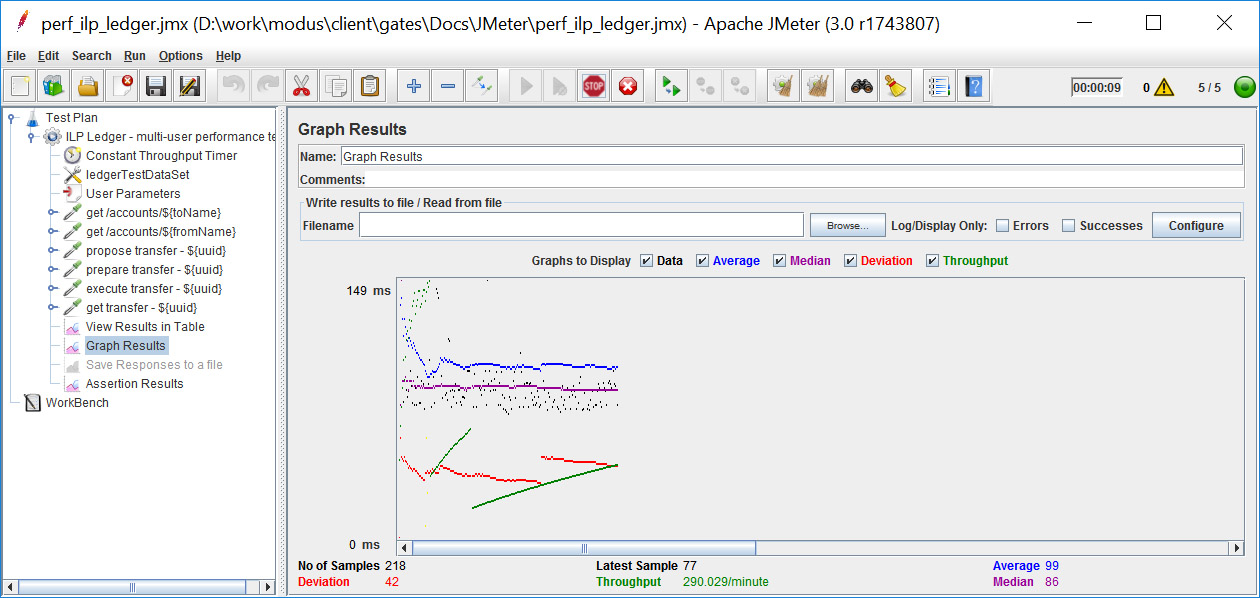 perf_ilp_ledger.jmx (D:\work\modus\client\gates\Docs\JMeter\perf_ilp_ledger.jmx) - Apache JMeter (3.0 r1743807)
File Edit Search Run Options Help
STOP 00:00:09 0 5 / 5
Test Plan
ILP Ledger - multi-user performance te
Constant Throughput Timer
ledgerTestDataSet
User Parameters
get /accounts/${toName}
get /accounts/${fromName}
propose transfer - ${uuid}
prepare transfer - ${uuid}
execute transfer - ${uuid}
get transfer - ${uuid}
View Results in Table
Graph Results
Save Responses to a file
Assertion Results
WorkBench
Graph Results
Name: Graph Results
Comments:
Write results to file / Read from file
Filename Browse... Log/Display Only: Errors Successes Configure
Graphs to Display Data Average Median Deviation Throughput
149 ms
0 ms
No of Samples 218 Latest Sample 77 Average 99
Deviation 42 Throughput 290.029/minute Median 86